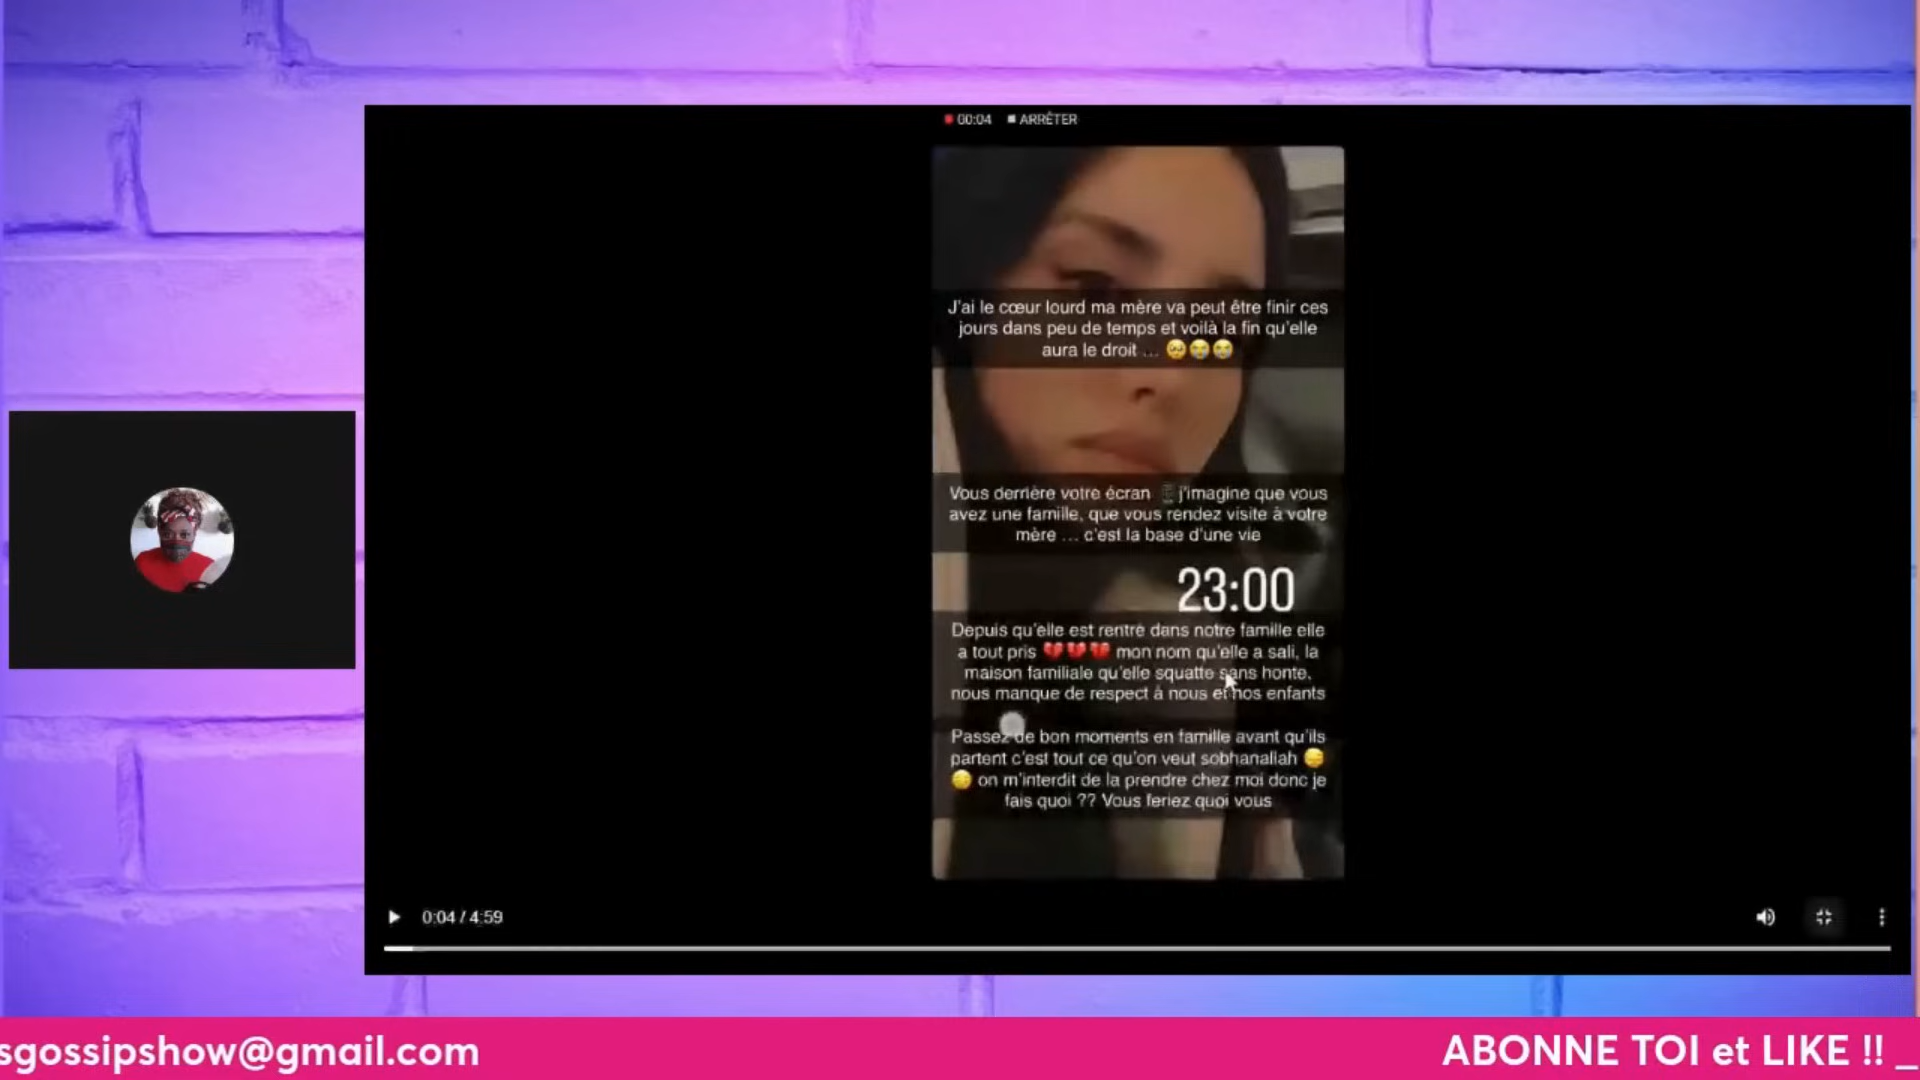 00:04 ARRÊTER
J'ai le cœur lourd ma mère va peut être finir ces
jours dans peu de temps et voilà la fin qu'elle
aura le droit ... 🥺😭😭
Vous derrière votre écran 📱 j'imagine que vous
avez une famille, que vous rendez visite à votre
mère ... c'est la base d'une vie
23:00
Depuis qu'elle est rentré dans notre famille elle
a tout pris 💔💔💔 mon nom qu'elle a sali, la
maison familiale qu'elle squatte sans honte,
nous manque de respect à nous et nos enfants
Passez de bon moments en famille avant qu'ils
partent c'est tout ce qu'on veut sobhanallah 😔
😔 on m'interdit de la prendre chez moi donc je
fais quoi ?? Vous feriez quoi vous
0:04 / 4:59
sgossipshow@gmail.com
ABONNE TOI et LIKE !! _